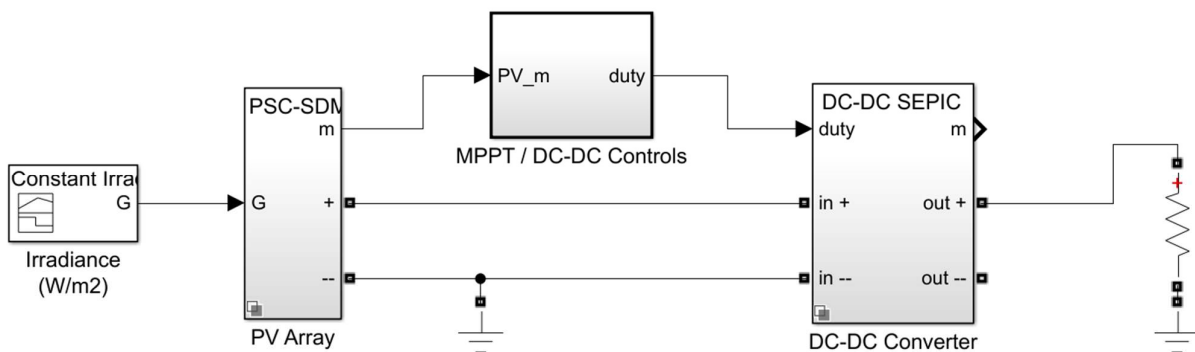 Constant Irra
G
Irradiance
(W/m2)
PSC-SDM
m
G
+
--
PV Array
PV_m
duty
MPPT / DC-DC Controls
DC-DC SEPIC
duty
m
in +
out +
in --
out --
DC-DC Converter
+